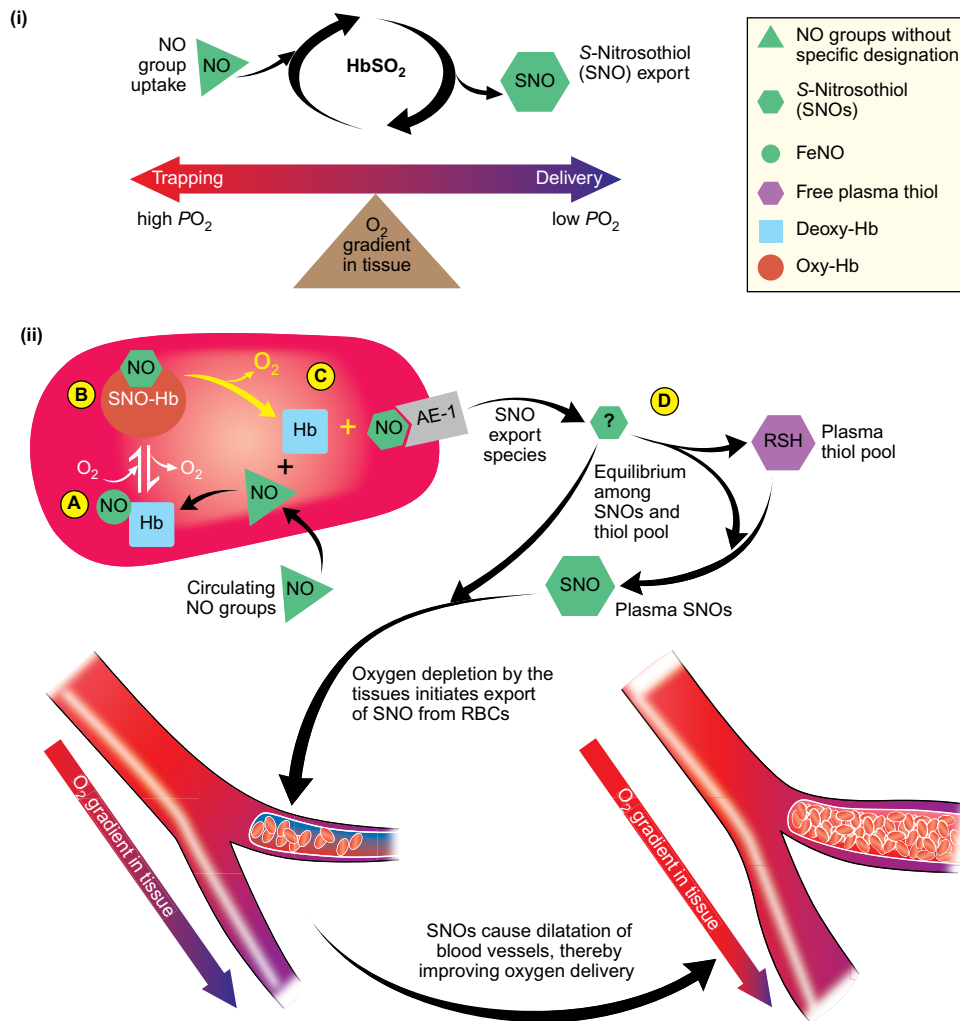 (i)
NO
group
uptake
NO
HbSO₂
SNO
S-Nitrosothiol
(SNO) export
Trapping
Delivery
high PO₂
low PO₂
O₂
gradient
in tissue
NO groups without
specific designation
S-Nitrosothiol
(SNOs)
FeNO
Free plasma thiol
Deoxy-Hb
Oxy-Hb
(ii)
B
NO
SNO-Hb
O₂
C
Hb
+
NO
AE-1
O₂
O₂
A
NO
Hb
+
NO
Circulating
NO groups
NO
SNO
export
species
?
D
RSH
Plasma
thiol pool
Equilibrium
among
SNOs and
thiol pool
SNO
Plasma SNOs
Oxygen depletion by the
tissues initiates export
of SNO from RBCs
O₂ gradient in tissue
O₂ gradient in tissue
SNOs cause dilatation of
blood vessels, thereby
improving oxygen delivery